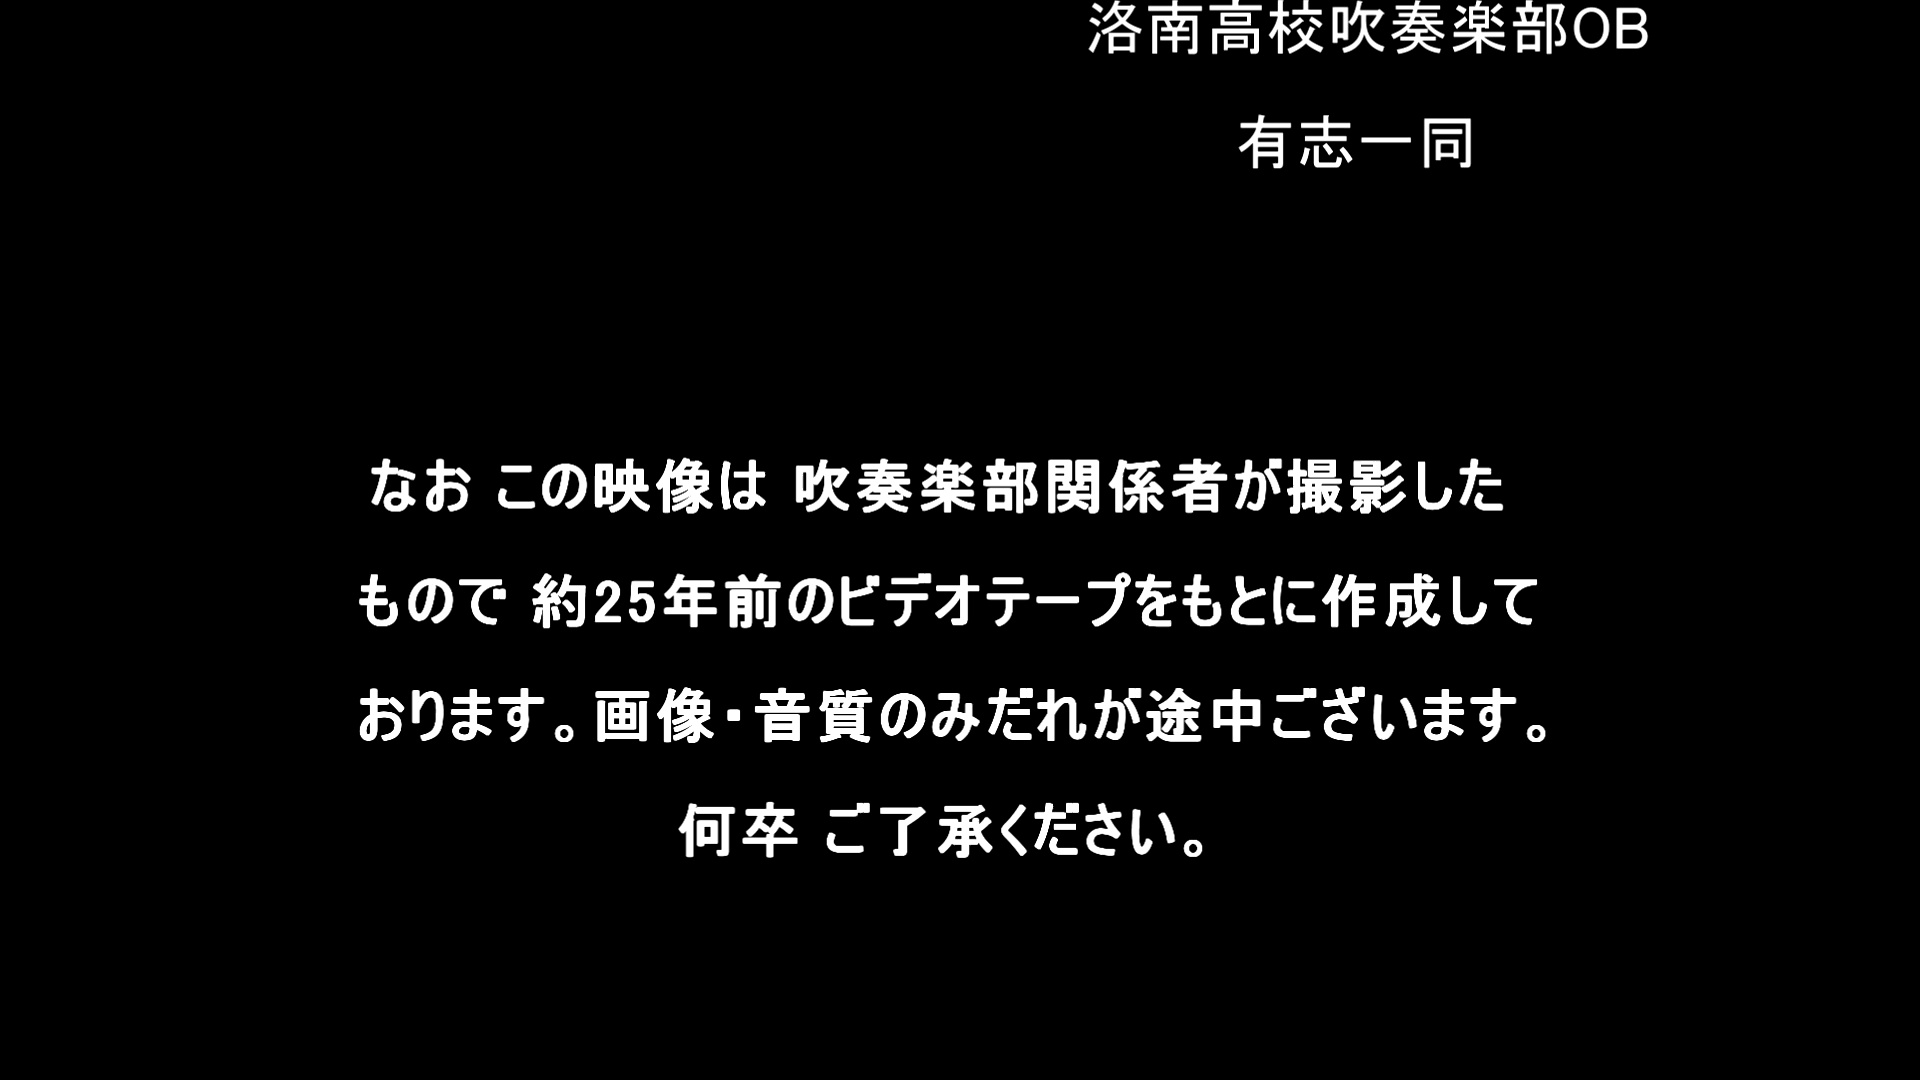 洛南高校吹奏楽部OB
有志一同
なお この映像は 吹奏楽部関係者が撮影した
もので 約25年前のビデオテープをもとに作成して
おります。画像・音質のみだれが途中ございます。
何卒 ご了承ください。